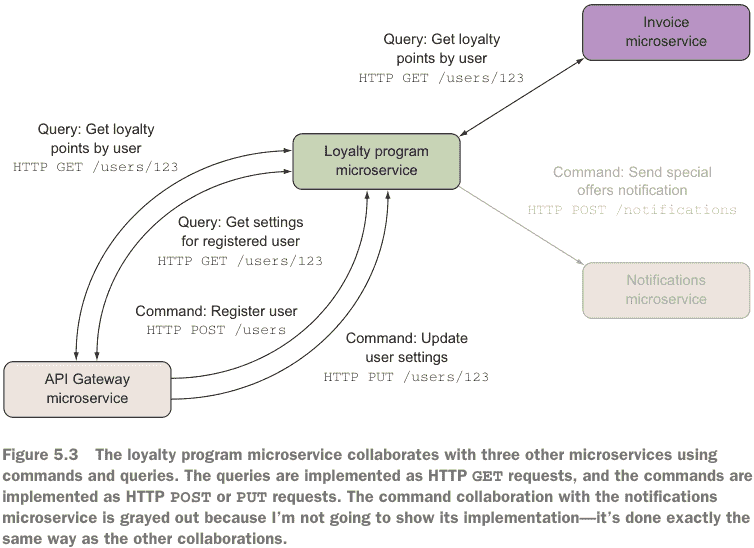 Invoice
microservice
Query: Get loyalty
points by user
HTTP GET /users/123
Query: Get loyalty
points by user
HTTP GET /users/123
Loyalty program
microservice
Command: Send special
offers notification
HTTP POST /notifications
Query: Get settings
for registered user
HTTP GET /users/123
Notifications
microservice
Command: Register user
HTTP POST /users
Command: Update
user settings
HTTP PUT /users/123
API Gateway
microservice
Figure 5.3 The loyalty program microservice collaborates with three other microservices using
commands and queries. The queries are implemented as HTTP GET requests, and the commands are
implemented as HTTP POST or PUT requests. The command collaboration with the notifications
microservice is grayed out because I'm not going to show its implementation—it's done exactly the
same way as the other collaborations.